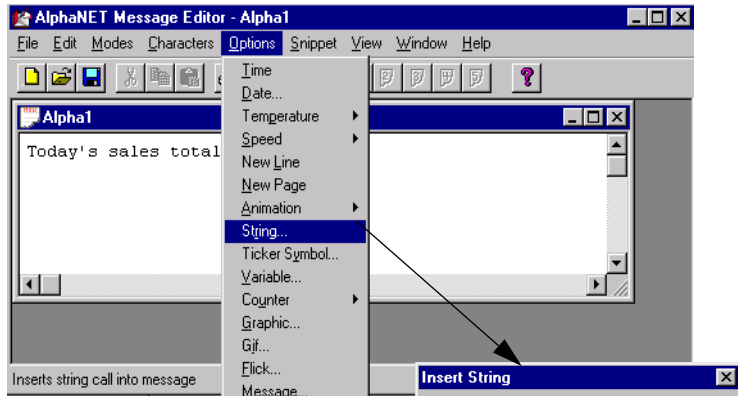 AlphaNET Message Editor - Alpha1
File Edit Modes Characters Options Snippet View Window Help
Alpha1
Today's sales total
Time
Date...
Temperature
Speed
New Line
New Page
Animation
String...
Ticker Symbol...
Variable...
Counter
Graphic...
Gif...
Flick...
Message...
Inserts string call into message
Insert String